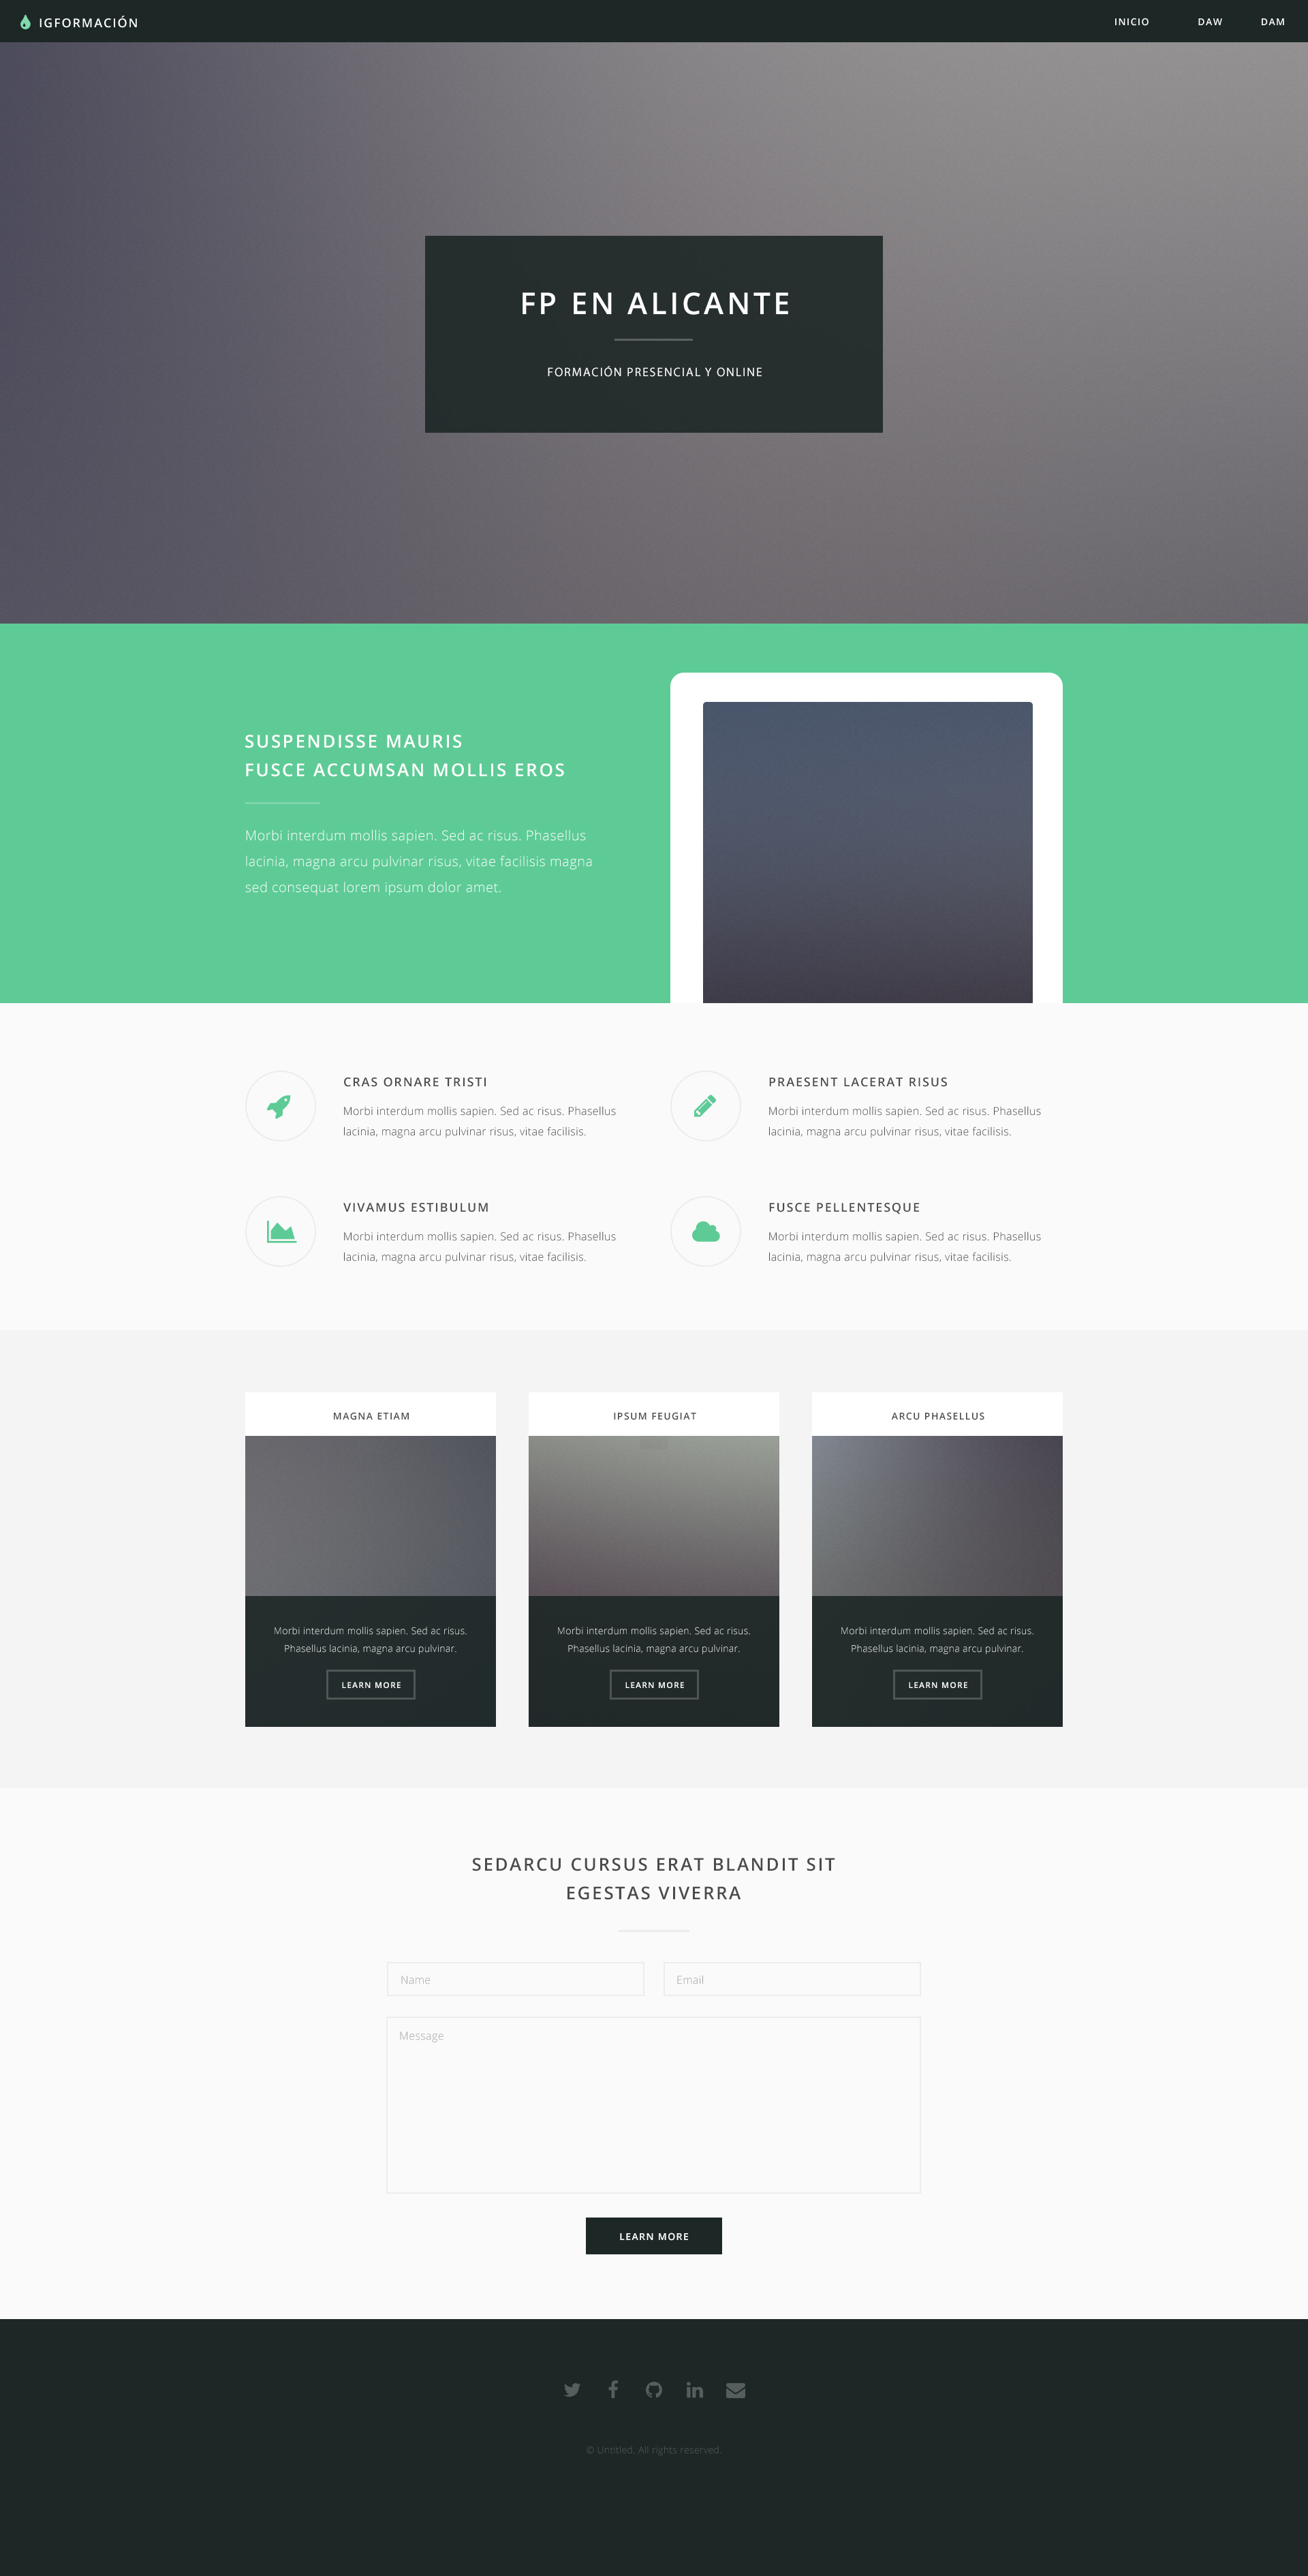 IGFORMACIÓN
INICIO DAW DAM
FP EN ALICANTE
FORMACIÓN PRESENCIAL Y ONLINE
SUSPENDISSE MAURIS
FUSCE ACCUMSAN MOLLIS EROS
Morbi interdum mollis sapien. Sed ac risus. Phasellus
lacinia, magna arcu pulvinar risus, vitae facilisis magna
sed consequat lorem ipsum dolor amet.
CRAS ORNARE TRISTI
Morbi interdum mollis sapien. Sed ac risus. Phasellus
lacinia, magna arcu pulvinar risus, vitae facilisis.
PRAESENT LACERAT RISUS
Morbi interdum mollis sapien. Sed ac risus. Phasellus
lacinia, magna arcu pulvinar risus, vitae facilisis.
VIVAMUS ESTIBULUM
Morbi interdum mollis sapien. Sed ac risus. Phasellus
lacinia, magna arcu pulvinar risus, vitae facilisis.
FUSCE PELLENTESQUE
Morbi interdum mollis sapien. Sed ac risus. Phasellus
lacinia, magna arcu pulvinar risus, vitae facilisis.
MAGNA ETIAM
Morbi interdum mollis sapien. Sed ac risus.
Phasellus lacinia, magna arcu pulvinar.
LEARN MORE
IPSUM FEUGIAT
Morbi interdum mollis sapien. Sed ac risus.
Phasellus lacinia, magna arcu pulvinar.
LEARN MORE
ARCU PHASELLUS
Morbi interdum mollis sapien. Sed ac risus.
Phasellus lacinia, magna arcu pulvinar.
LEARN MORE
SEDARCU CURSUS ERAT BLANDIT SIT
EGESTAS VIVERRA
Name
Email
Message
LEARN MORE
© Untitled. All rights reserved.